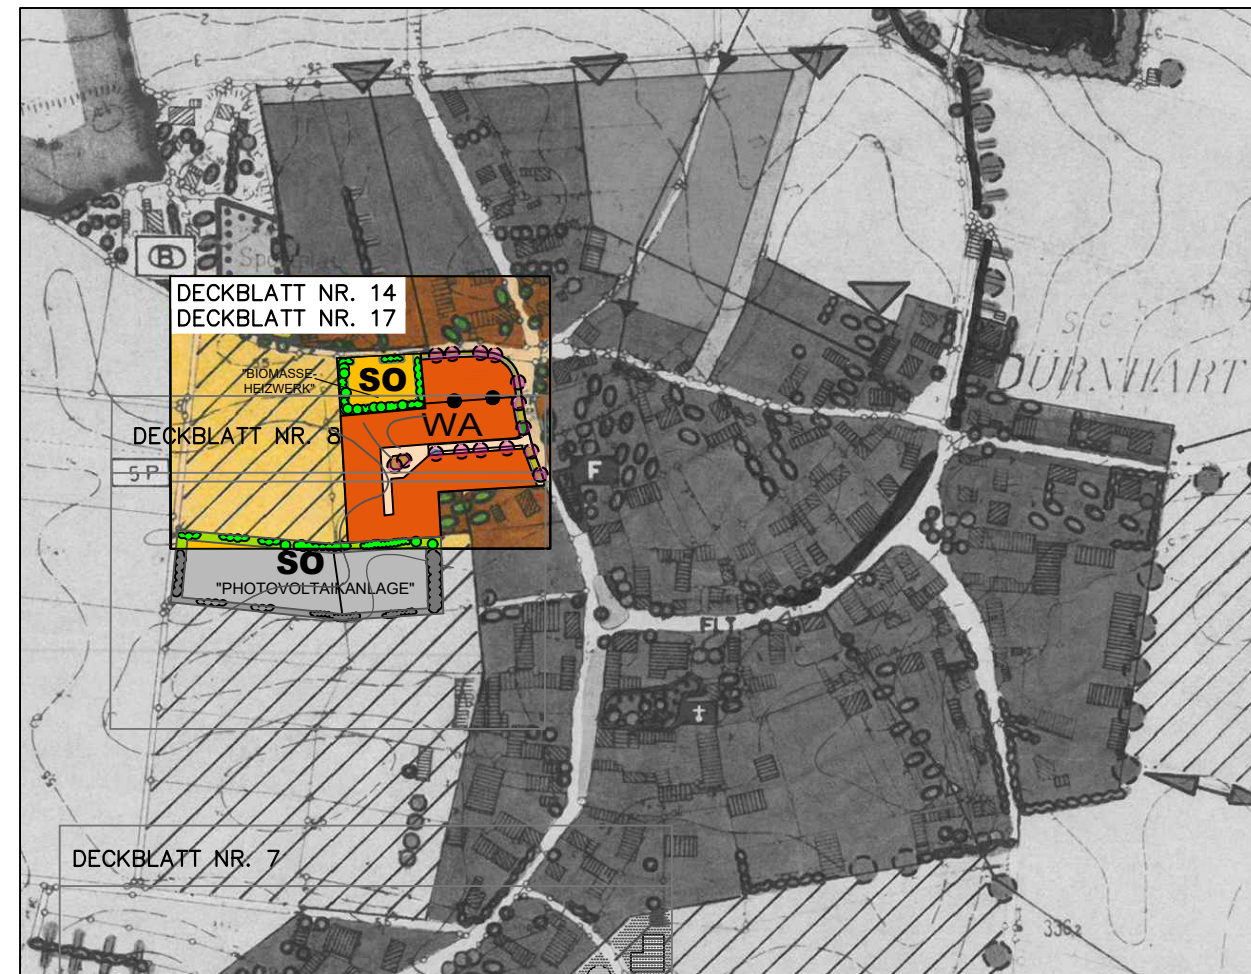 B
DECKBLATT NR. 14
DECKBLATT NR. 17
"BIOMASSE-
HEIZWERK"
SO
WA
DECKBLATT NR. 8
SP
F
DÜRNHART
SO
"PHOTOVOLTAIKANLAGE"
DECKBLATT NR. 7
336